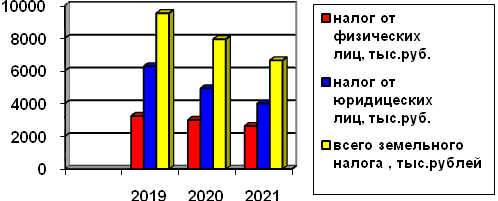 10000
8000
6000
4000
2000
0
2019 2020 2021
налог от
физических
лиц, тыс.руб.
налог от
юридицеских
лиц, тыс.руб.
всего земельного
налога , тыс.рублей